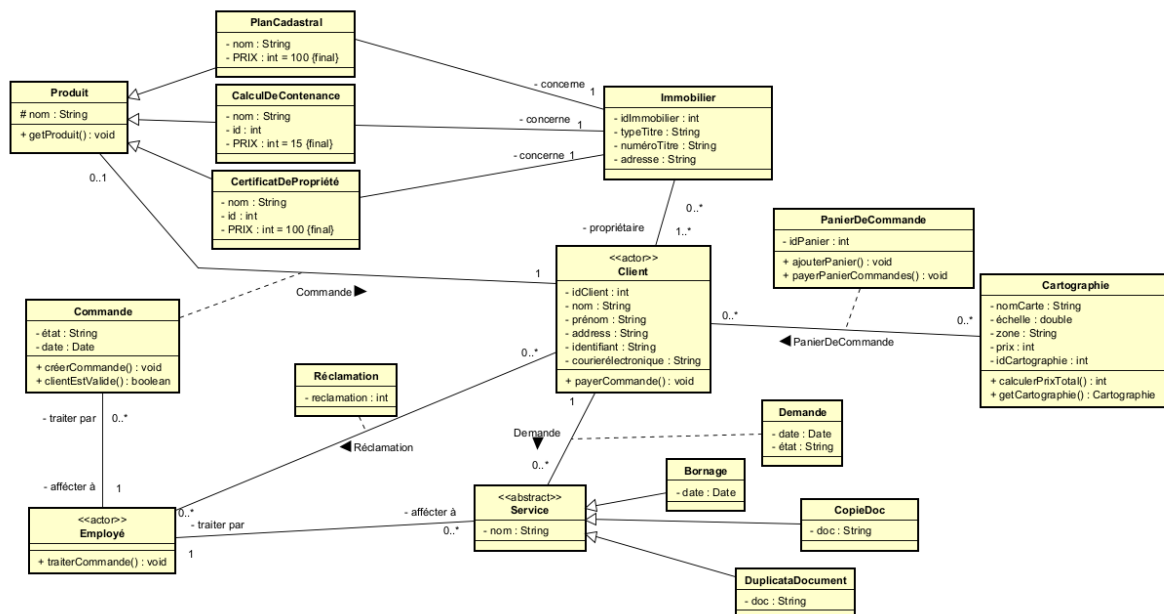 PlanCadastral
- nom : String
- PRIX : int = 100 {final}
Produit
# nom : String
+ getProduit() : void
CalculDeContenance
- nom : String
- id : int
- PRIX : int = 15 {final}
CertificatDePropriété
- nom : String
- id : int
- PRIX : int = 100 {final}
- concerne
1
- concerne
1
- concerne
1
Immobilier
- idImmobilier : int
- typeTitre : String
- numéroTitre : String
- adresse : String
0..1
0..*
- propriétaire
1..*
PanierDeCommande
- idPanier : int
+ ajouterPanier() : void
+ payerPanierCommandes() : void
<<actor>>
Client
- idClient : int
- nom : String
- prénom : String
- address : String
- identifiant : String
- courierélectronique : String
+ payerCommande() : void
1
Commande
0..*
0..*
PanierDeCommande
Cartographie
- nomCarte : String
- échelle : double
- zone : String
- prix : int
- idCartographie : int
+ calculerPrixTotal() : int
+ getCartographie() : Cartographie
Commande
- état : String
- date : Date
+ créerCommande() : void
+ clientEstValide() : boolean
0..*
Réclamation
- reclamation : int
Réclamation
1
Demande
0..*
Demande
- date : Date
- état : String
- traiter par
0..*
- affécter à
1
<<actor>>
Employé
+ traiterCommande() : void
0..*
- traiter par
1
- affécter à
0..*
<<abstract>>
Service
- nom : String
Bornage
- date : Date
CopieDoc
- doc : String
DuplicataDocument
- doc : String